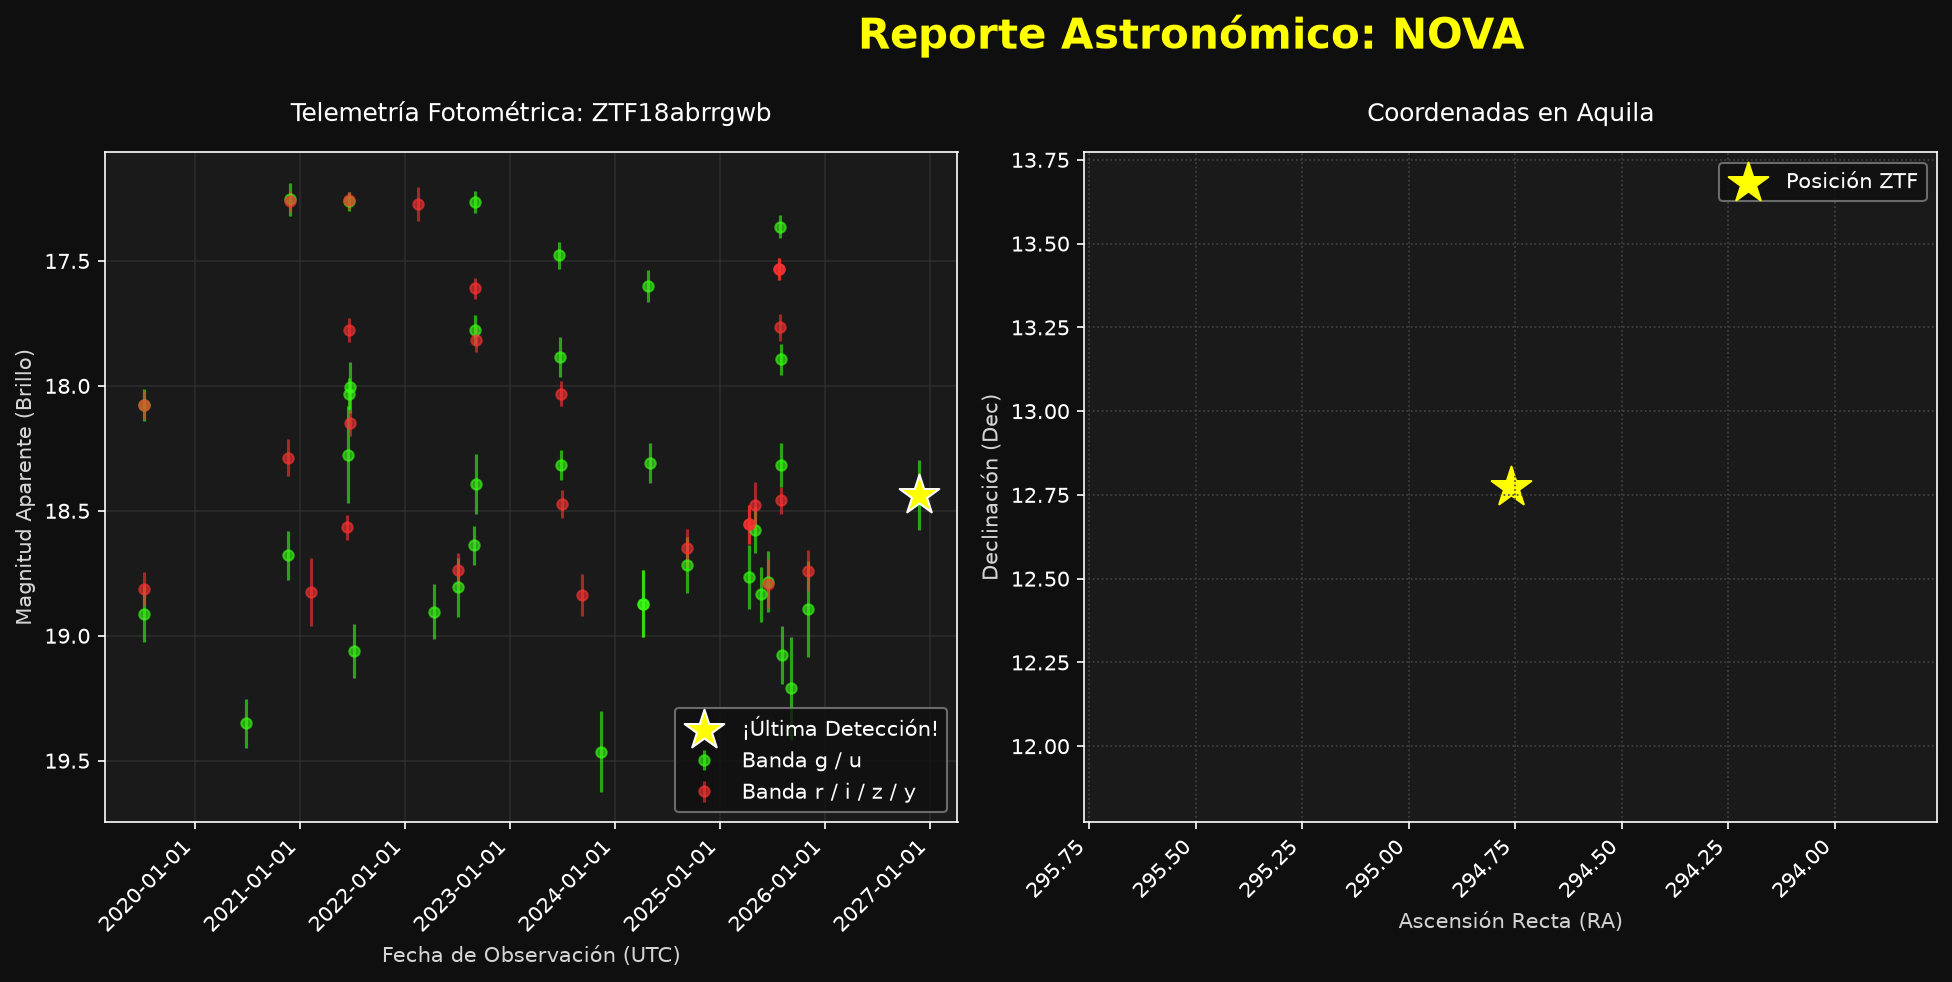 Reporte Astronómico: NOVA
Telemetría Fotométrica: ZTF18abrrgwb
Magnitud Aparente (Brillo)
17.5
18.0
18.5
19.0
19.5
¡Última Detección!
Banda g / u
Banda r / i / z / y
2020-01-01
2021-01-01
2022-01-01
2023-01-01
2024-01-01
2025-01-01
2026-01-01
2027-01-01
Fecha de Observación (UTC)
Coordenadas en Aquila
Posición ZTF
Declinación (Dec)
13.75
13.50
13.25
13.00
12.75
12.50
12.25
12.00
295.75
295.50
295.25
295.00
294.75
294.50
294.25
294.00
Ascensión Recta (RA)